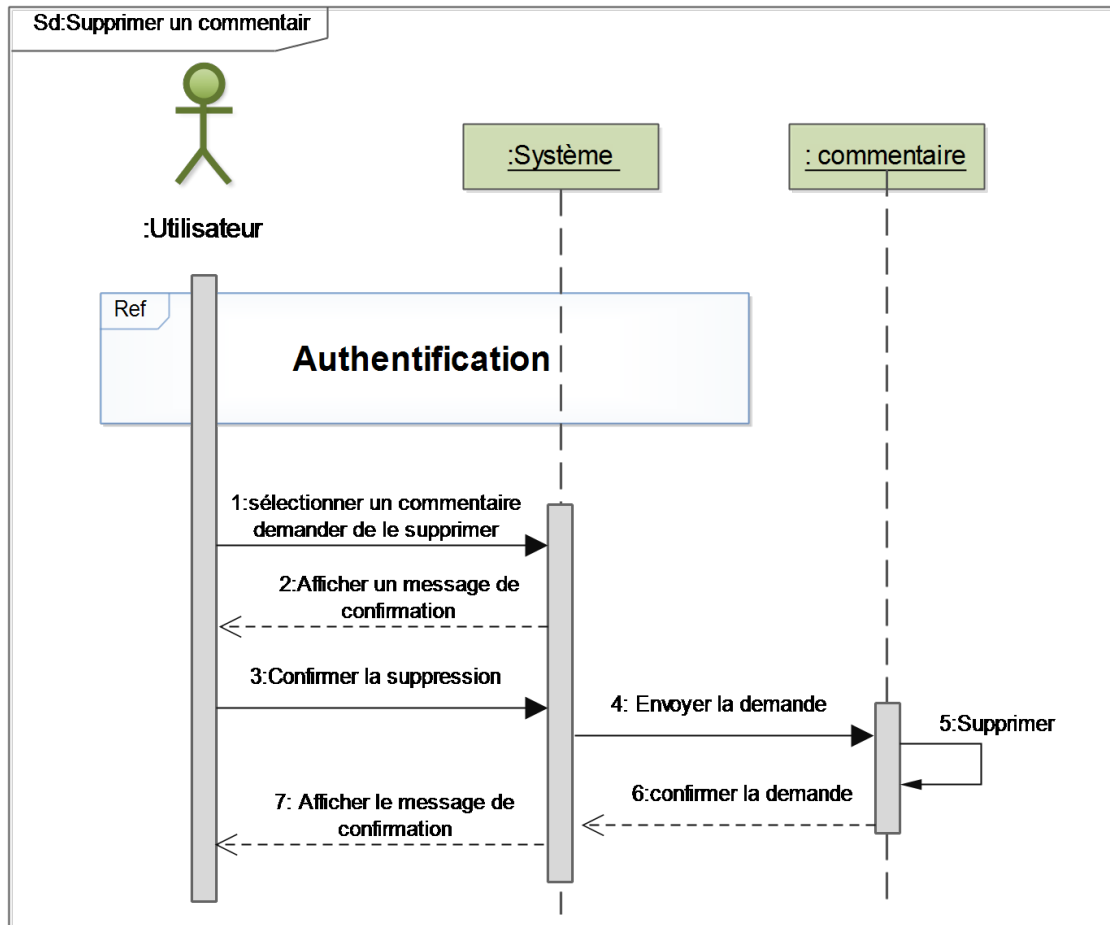 Sd:Supprimer un commentair
:Système
: commentaire
:Utilisateur
Ref
Authentification
1:sélectionner un commentaire
demander de le supprimer
2:Afficher un message de
confirmation
3:Confirmer la suppression
4: Envoyer la demande
5:Supprimer
6:confirmer la demande
7: Afficher le message de
confirmation